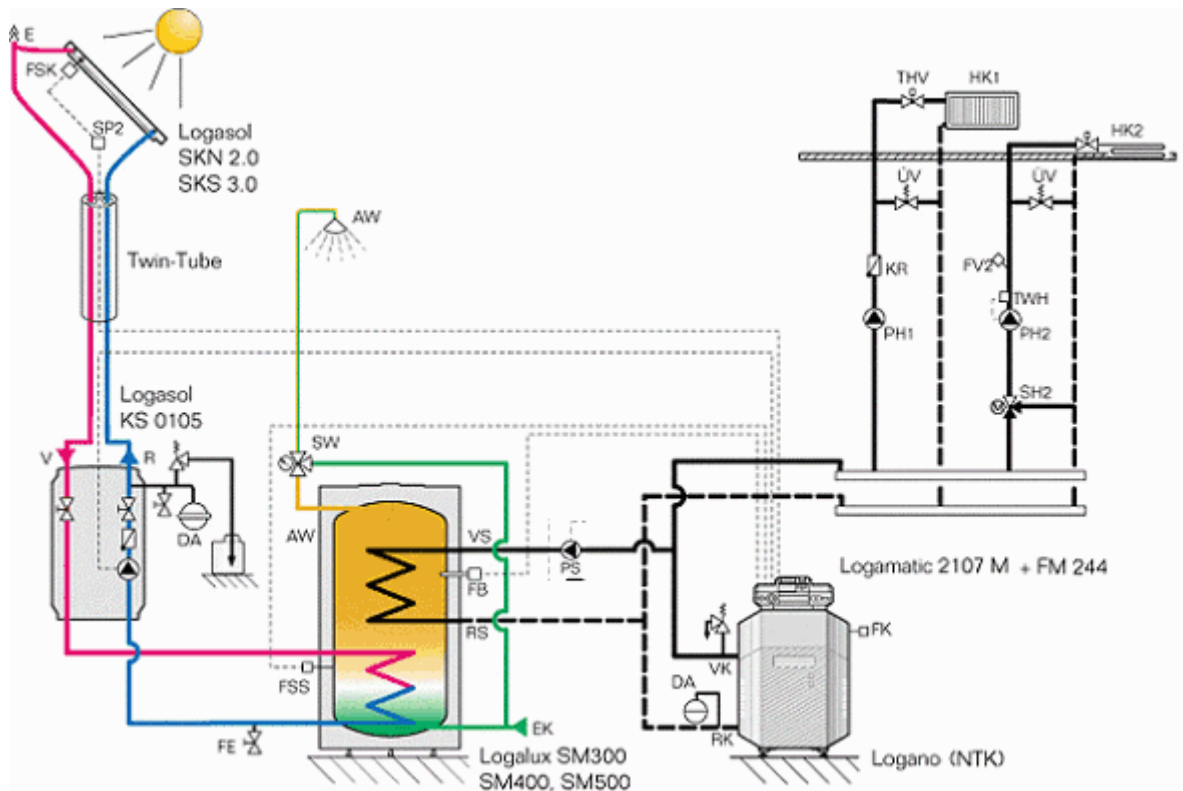 E
FSK
SP2
Logasol
SKN 2.0
SKS 3.0
THV
HK1
HK2
ÜV
ÜV
AW
Twin-Tube
KR
FV2
TWH
PH1
PH2
Logasol
KS 0105
SH2
M
V
R
SW
DA
AW
VS
PS
FB
Logamatic 2107 M + FM 244
RS
FK
FSS
VK
DA
FE
EK
RK
Logalux SM300
SM400, SM500
Logano (NTK)